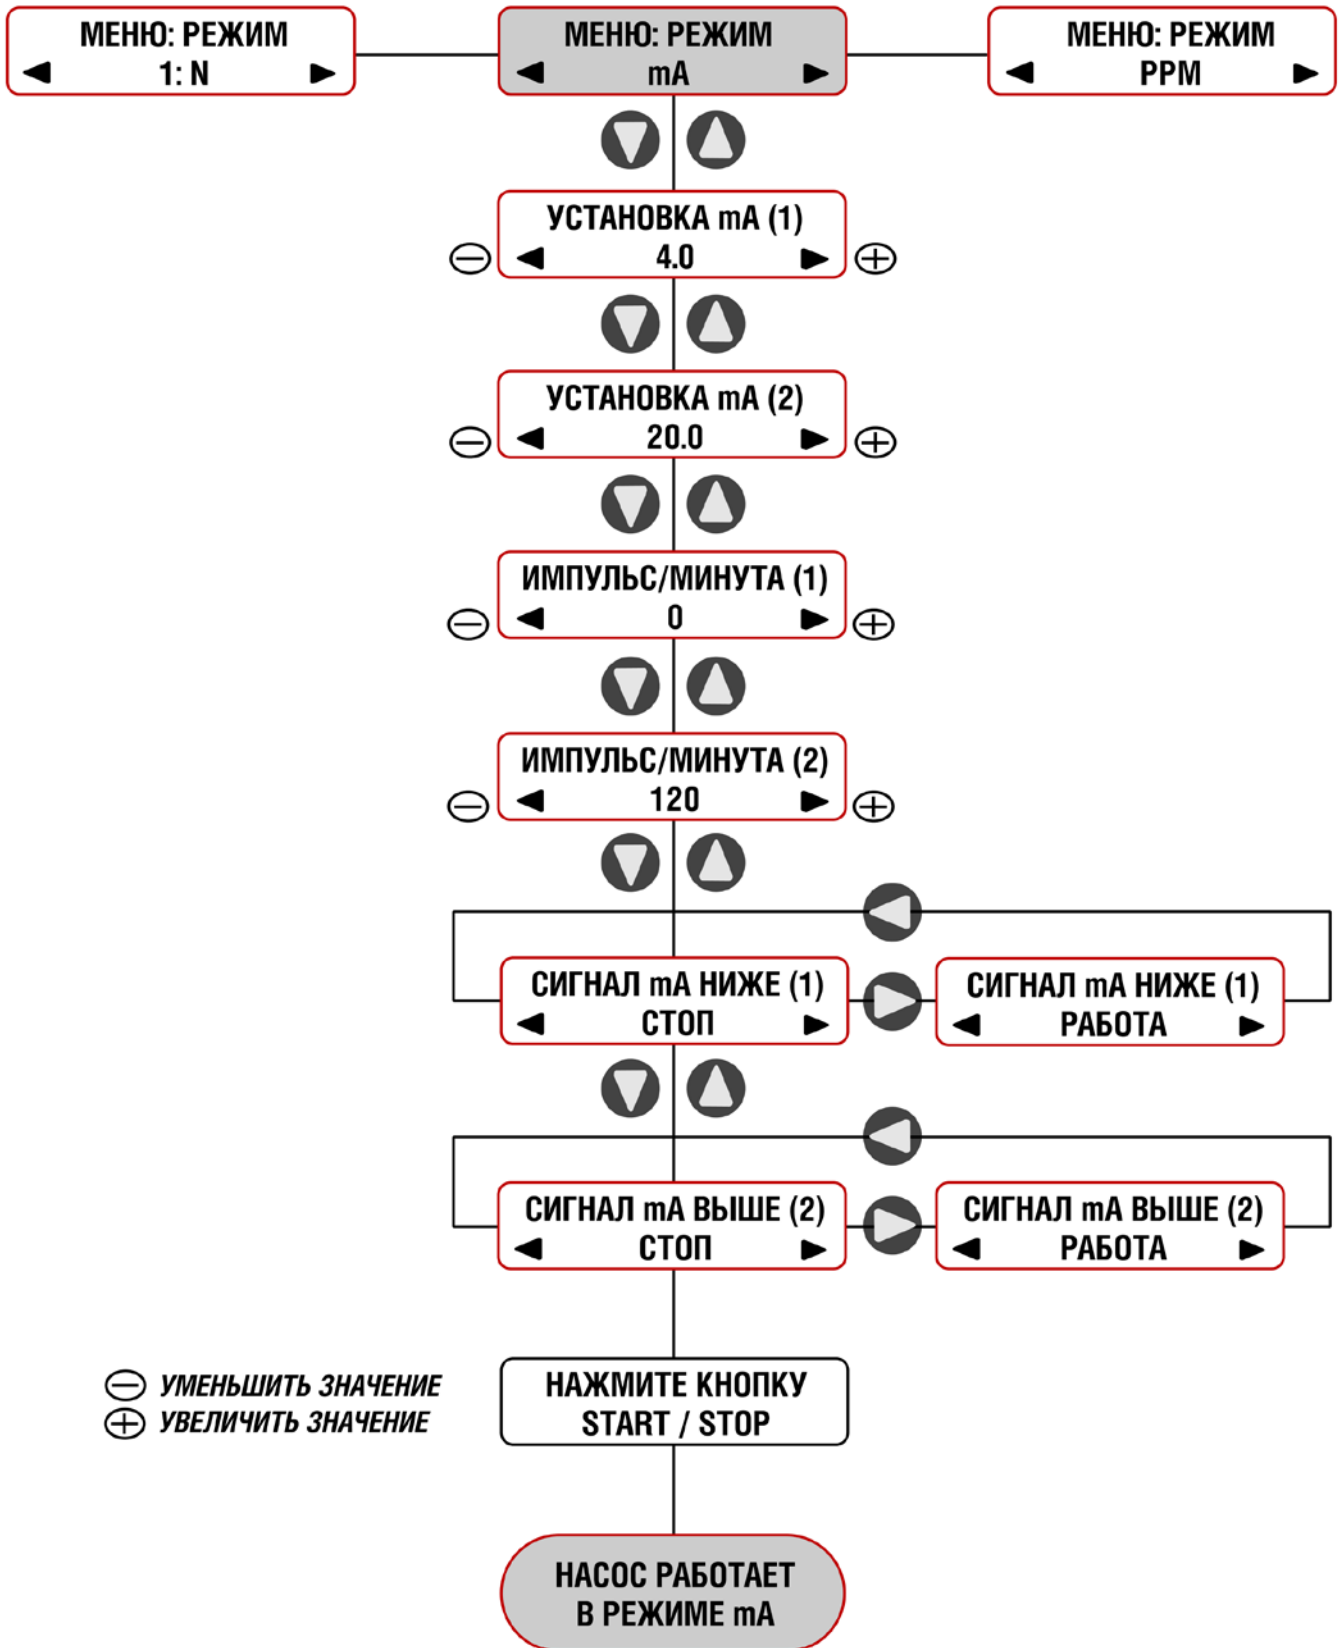 МЕНЮ: РЕЖИМ
1: N
МЕНЮ: РЕЖИМ
mA
МЕНЮ: РЕЖИМ
PPM
УСТАНОВКА mA (1)
4.0
УСТАНОВКА mA (2)
20.0
ИМПУЛЬС/МИНУТА (1)
0
ИМПУЛЬС/МИНУТА (2)
120
СИГНАЛ mA НИЖЕ (1)
СТОП
СИГНАЛ mA НИЖЕ (1)
РАБОТА
СИГНАЛ mA ВЫШЕ (2)
СТОП
СИГНАЛ mA ВЫШЕ (2)
РАБОТА
УМЕНЬШИТЬ ЗНАЧЕНИЕ
УВЕЛИЧИТЬ ЗНАЧЕНИЕ
НАЖМИТЕ КНОПКУ
START / STOP
НАСОС РАБОТАЕТ
В РЕЖИМЕ mA